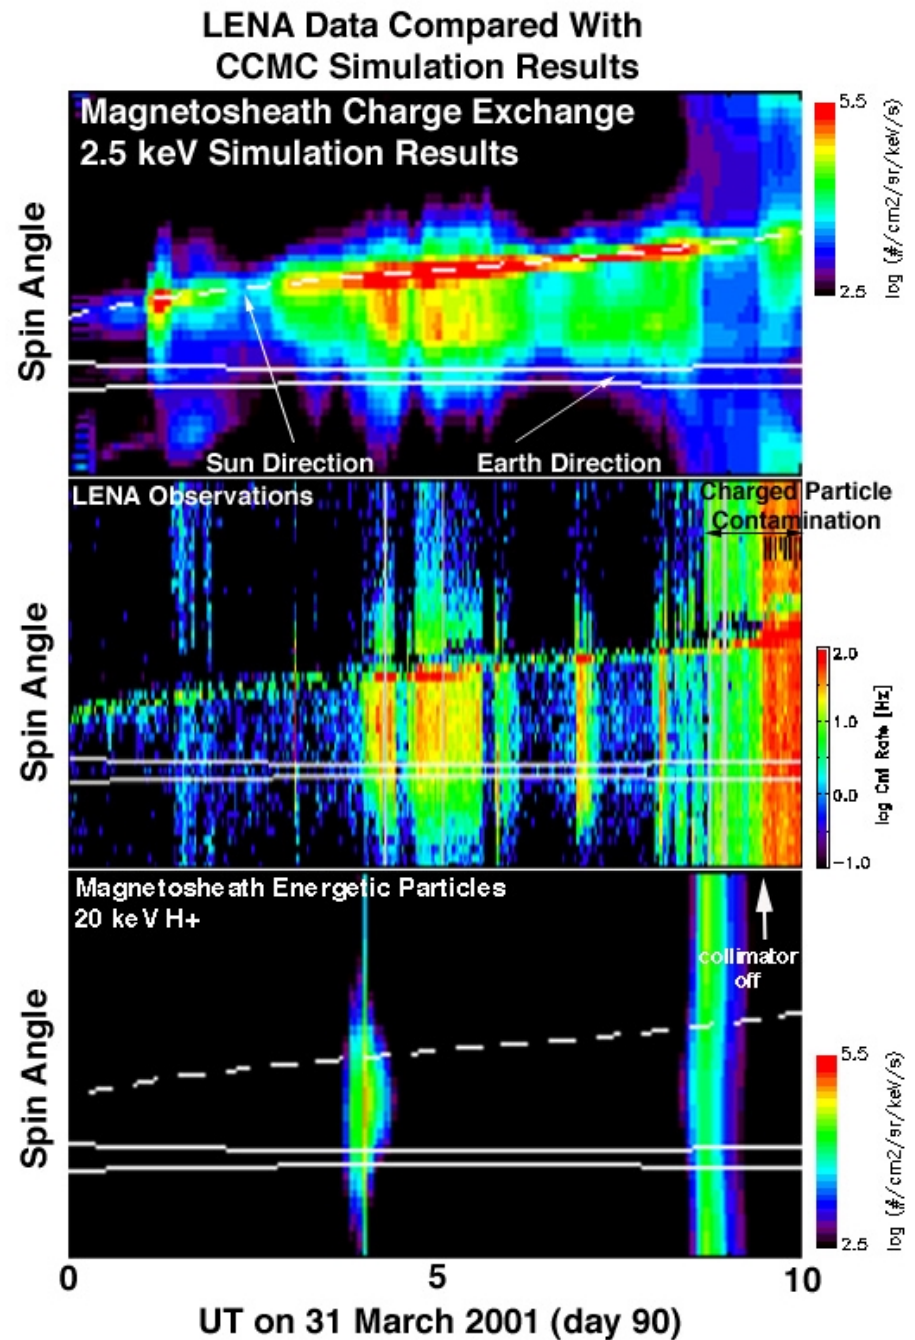 LENA Data Compared With
CCMC Simulation Results
Magnetosheath Charge Exchange
2.5 keV Simulation Results
Spin Angle
Sun Direction
Earth Direction
5.5
2.5
log (#/cm2/sr/keV/s)
LENA Observations
Charged Particle
Contamination
Spin Angle
2.0
1.0
0.0
-1.0
log Cnt Rate [Hz]
Magnetosheath Energetic Particles
20 keV H+
collimator
off
Spin Angle
5.5
2.5
log (#/cm2/sr/keV/s)
0
5
10
UT on 31 March 2001 (day 90)